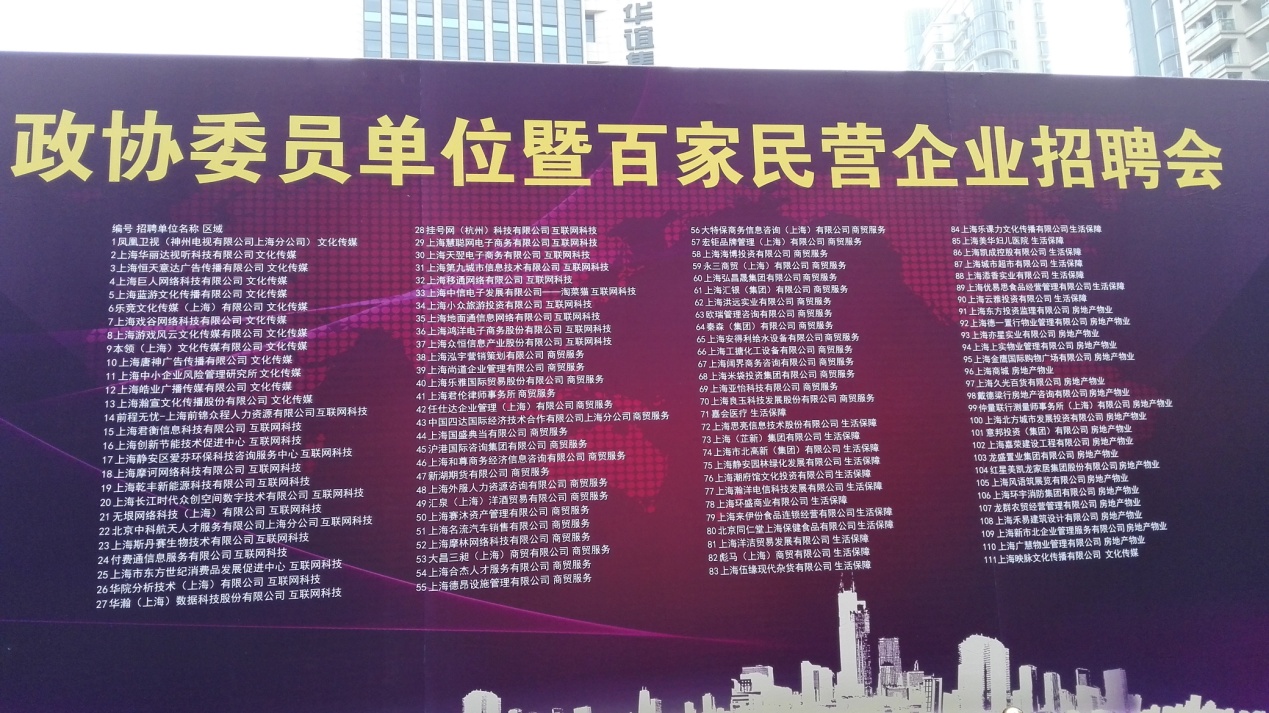 华谊集
政协委员单位暨百家民营企业招聘会
编号 招聘单位名称 区域
1凤凰卫视（神州电视有限公司上海分公司）文化传媒
2上海华丽达视听科技有限公司 文化传媒
3上海恒天意达广告传播有限公司 文化传媒
4上海巨人网络科技有限公司 文化传媒
5上海蓝游文化传播有限公司 文化传媒
6乐竞文化传媒（上海）有限公司 文化传媒
7上海戏谷网络科技有限公司 文化传媒
8上海游戏风云文化传媒有限公司 文化传媒
9本领（上海）文化传媒有限公司 文化传媒
10上海唐神广告传播有限公司 文化传媒
11上海中小企业风险管理研究所 文化传媒
12上海皓业广播传媒有限公司 文化传媒
13上海瀚宣文化传播股份有限公司 文化传媒
14前程无忧-上海前锦众程人力资源有限公司互联网科技
15上海君衡信息科技有限公司 互联网科技
16上海创新节能技术促进中心 互联网科技
17上海静安区爱芬环保科技咨询服务中心 互联网科技
18上海摩河网络科技有限公司 互联网科技
19上海乾丰新能源科技有限公司 互联网科技
20上海长江时代众创空间数字技术有限公司 互联网科技
21无垠网络科技（上海）有限公司 互联网科技
22北京中科航天人才服务有限公司上海分公司 互联网科技
23上海斯丹赛生物技术有限公司 互联网科技
24付费通信息服务有限公司 互联网科技
25上海市东方世纪消费品发展促进中心 互联网科技
26华院分析技术（上海）有限公司 互联网科技
27华瀚（上海）数据科技股份有限公司 互联网科技
28挂号网（杭州）科技有限公司 互联网科技
29上海慧聪网电子商务有限公司 互联网科技
30上海天翌电子商务有限公司 互联网科技
31上海第九城市信息技术有限公司 互联网科技
32上海移通网络有限公司 互联网科技
33上海中信电子发展有限公司——淘菜猫 互联网科技
34上海小众旅游投资有限公司 互联网科技
35上海地面通信息网络有限公司 互联网科技
36上海鸿洋电子商务股份有限公司 互联网科技
37上海众恒信息产业股份有限公司 互联网科技
38上海泓宇营销策划有限公司 商贸服务
39上海尚道企业管理有限公司 商贸服务
40上海乐雅国际贸易股份有限公司 商贸服务
41上海君伦律师事务所 商贸服务
42任仕达企业管理（上海）有限公司 商贸服务
43中国四达国际经济技术合作有限公司上海分公司 商贸服务
44上海国盛典当有限公司 商贸服务
45沪港国际咨询集团有限公司 商贸服务
46上海和尊商务经济信息咨询有限公司 商贸服务
47新湖期货有限公司 商贸服务
48上海外服人力资源咨询有限公司 商贸服务
49汇泉（上海）洋酒贸易有限公司 商贸服务
50上海赛沐资产管理有限公司 商贸服务
51上海名流汽车销售有限公司 商贸服务
52上海摩林网络科技有限公司 商贸服务
53大昌三昶（上海）商贸有限公司 商贸服务
54上海合杰人才服务有限公司 商贸服务
55上海德昂设施管理有限公司 商贸服务
56大特保商务信息咨询（上海）有限公司 商贸服务
57宏钜品牌管理（上海）有限公司 商贸服务
58上海海博投资有限公司 商贸服务
59永三商贸（上海）有限公司 商贸服务
60上海弘昌晟集团有限公司 商贸服务
61上海汇银（集团）有限公司 商贸服务
62上海洪远实业有限公司 商贸服务
63欧瑞管理咨询有限公司 商贸服务
64秦森（集团）有限公司 商贸服务
65上海安得利给水设备有限公司 商贸服务
66上海工搪化工设备有限公司 商贸服务
67上海阔界商务咨询有限公司 商贸服务
68上海米袋投资集团有限公司 商贸服务
69上海亚怡科技有限公司 商贸服务
70上海良玉科技发展股份有限公司 商贸服务
71嘉会医疗 生活保障
72上海思亮信息技术股份有限公司 生活保障
73上海（芷新）集团有限公司 生活保障
74上海市北高新（集团）有限公司 生活保障
75上海静安园林绿化发展有限公司 生活保障
76上海潮府馆文化投资有限公司 生活保障
77上海瀚洋电信科技发展有限公司 生活保障
78上海环盛商业有限公司 生活保障
79上海来伊份食品连锁经营有限公司 生活保障
80北京同仁堂上海保健食品有限公司 生活保障
81上海洋洁贸易发展有限公司 生活保障
82彪马（上海）商贸有限公司 生活保障
83上海伍缘现代杂货有限公司 生活保障
84上海乐课力文化传播有限公司 生活保障
85上海美华妇儿医院 生活保障
86上海凯成控股有限公司 生活保障
87上海城市超市有限公司 生活保障
88上海添香实业有限公司 生活保障
89上海优易思食品经营管理有限公司 生活保障
90上海云雅投资有限公司 生活保障
91上海东方投资监理有限公司 房地产物业
92上海德一置行物业管理有限公司 房地产物业
93上海亦星实业有限公司 房地产物业
94上海上实物业管理有限公司 房地产物业
95上海金鹰国际购物广场有限公司 房地产物业
96上海商城 房地产物业
97上海久光百货有限公司 房地产物业
98戴德梁行房地产咨询有限公司 房地产物业
99仲量联行测量师事务所（上海）有限公司 房地产物业
100上海北方城市发展投资有限公司 房地产物业
101意邦投资（集团）有限公司 房地产物业
102上海嘉荣建设工程有限公司 房地产物业
103龙盛置业集团有限公司 房地产物业
104红星美凯龙家居集团股份有限公司 房地产物业
105上海风语筑展览有限公司 房地产物业
106上海环宇消防集团有限公司 房地产物业
107龙群农贸经营管理有限公司 房地产物业
108上海禾易建筑设计有限公司 房地产物业
109上海新市北企业管理服务有限公司 房地产物业
110上海广慧物业管理有限公司 房地产物业
111上海映脉文化传播有限公司 文化传媒